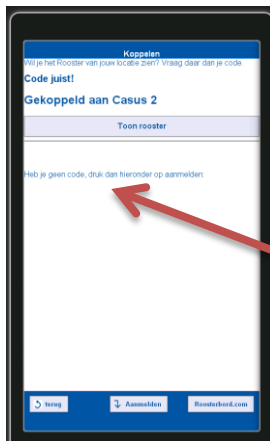 Koppelen
Wil je het Rooster van jouw locatie zien? Vraag daar dan je code.
Code juist!
Gekoppeld aan Casus 2
Toon rooster
Heb je geen code, druk dan hieronder op aanmelden:
terug
Aanmelden
Roosterbord.com